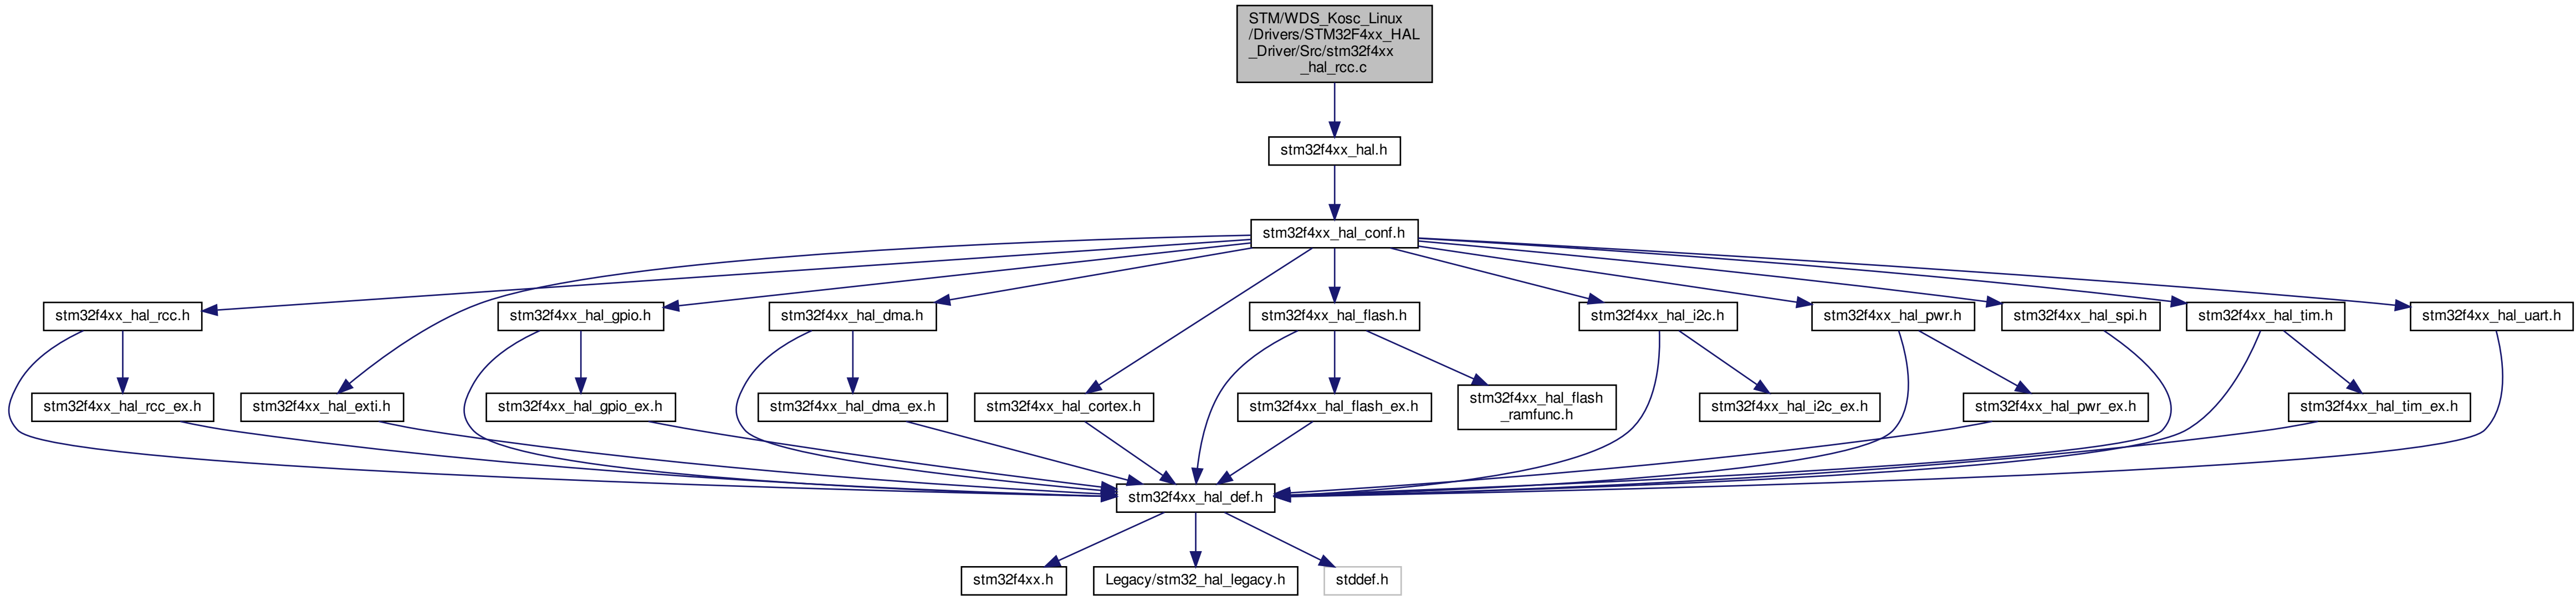 STM/WDS_Kosc_Linux
/Drivers/STM32F4xx_HAL
_Driver/Src/stm32f4xx
_hal_rcc.c
stm32f4xx_hal.h
stm32f4xx_hal_conf.h
stm32f4xx_hal_rcc.h
stm32f4xx_hal_gpio.h
stm32f4xx_hal_dma.h
stm32f4xx_hal_flash.h
stm32f4xx_hal_i2c.h
stm32f4xx_hal_pwr.h
stm32f4xx_hal_spi.h
stm32f4xx_hal_tim.h
stm32f4xx_hal_uart.h
stm32f4xx_hal_rcc_ex.h
stm32f4xx_hal_exti.h
stm32f4xx_hal_gpio_ex.h
stm32f4xx_hal_dma_ex.h
stm32f4xx_hal_cortex.h
stm32f4xx_hal_flash_ex.h
stm32f4xx_hal_flash
_ramfunc.h
stm32f4xx_hal_i2c_ex.h
stm32f4xx_hal_pwr_ex.h
stm32f4xx_hal_tim_ex.h
stm32f4xx_hal_def.h
stm32f4xx.h
Legacy/stm32_hal_legacy.h
stddef.h